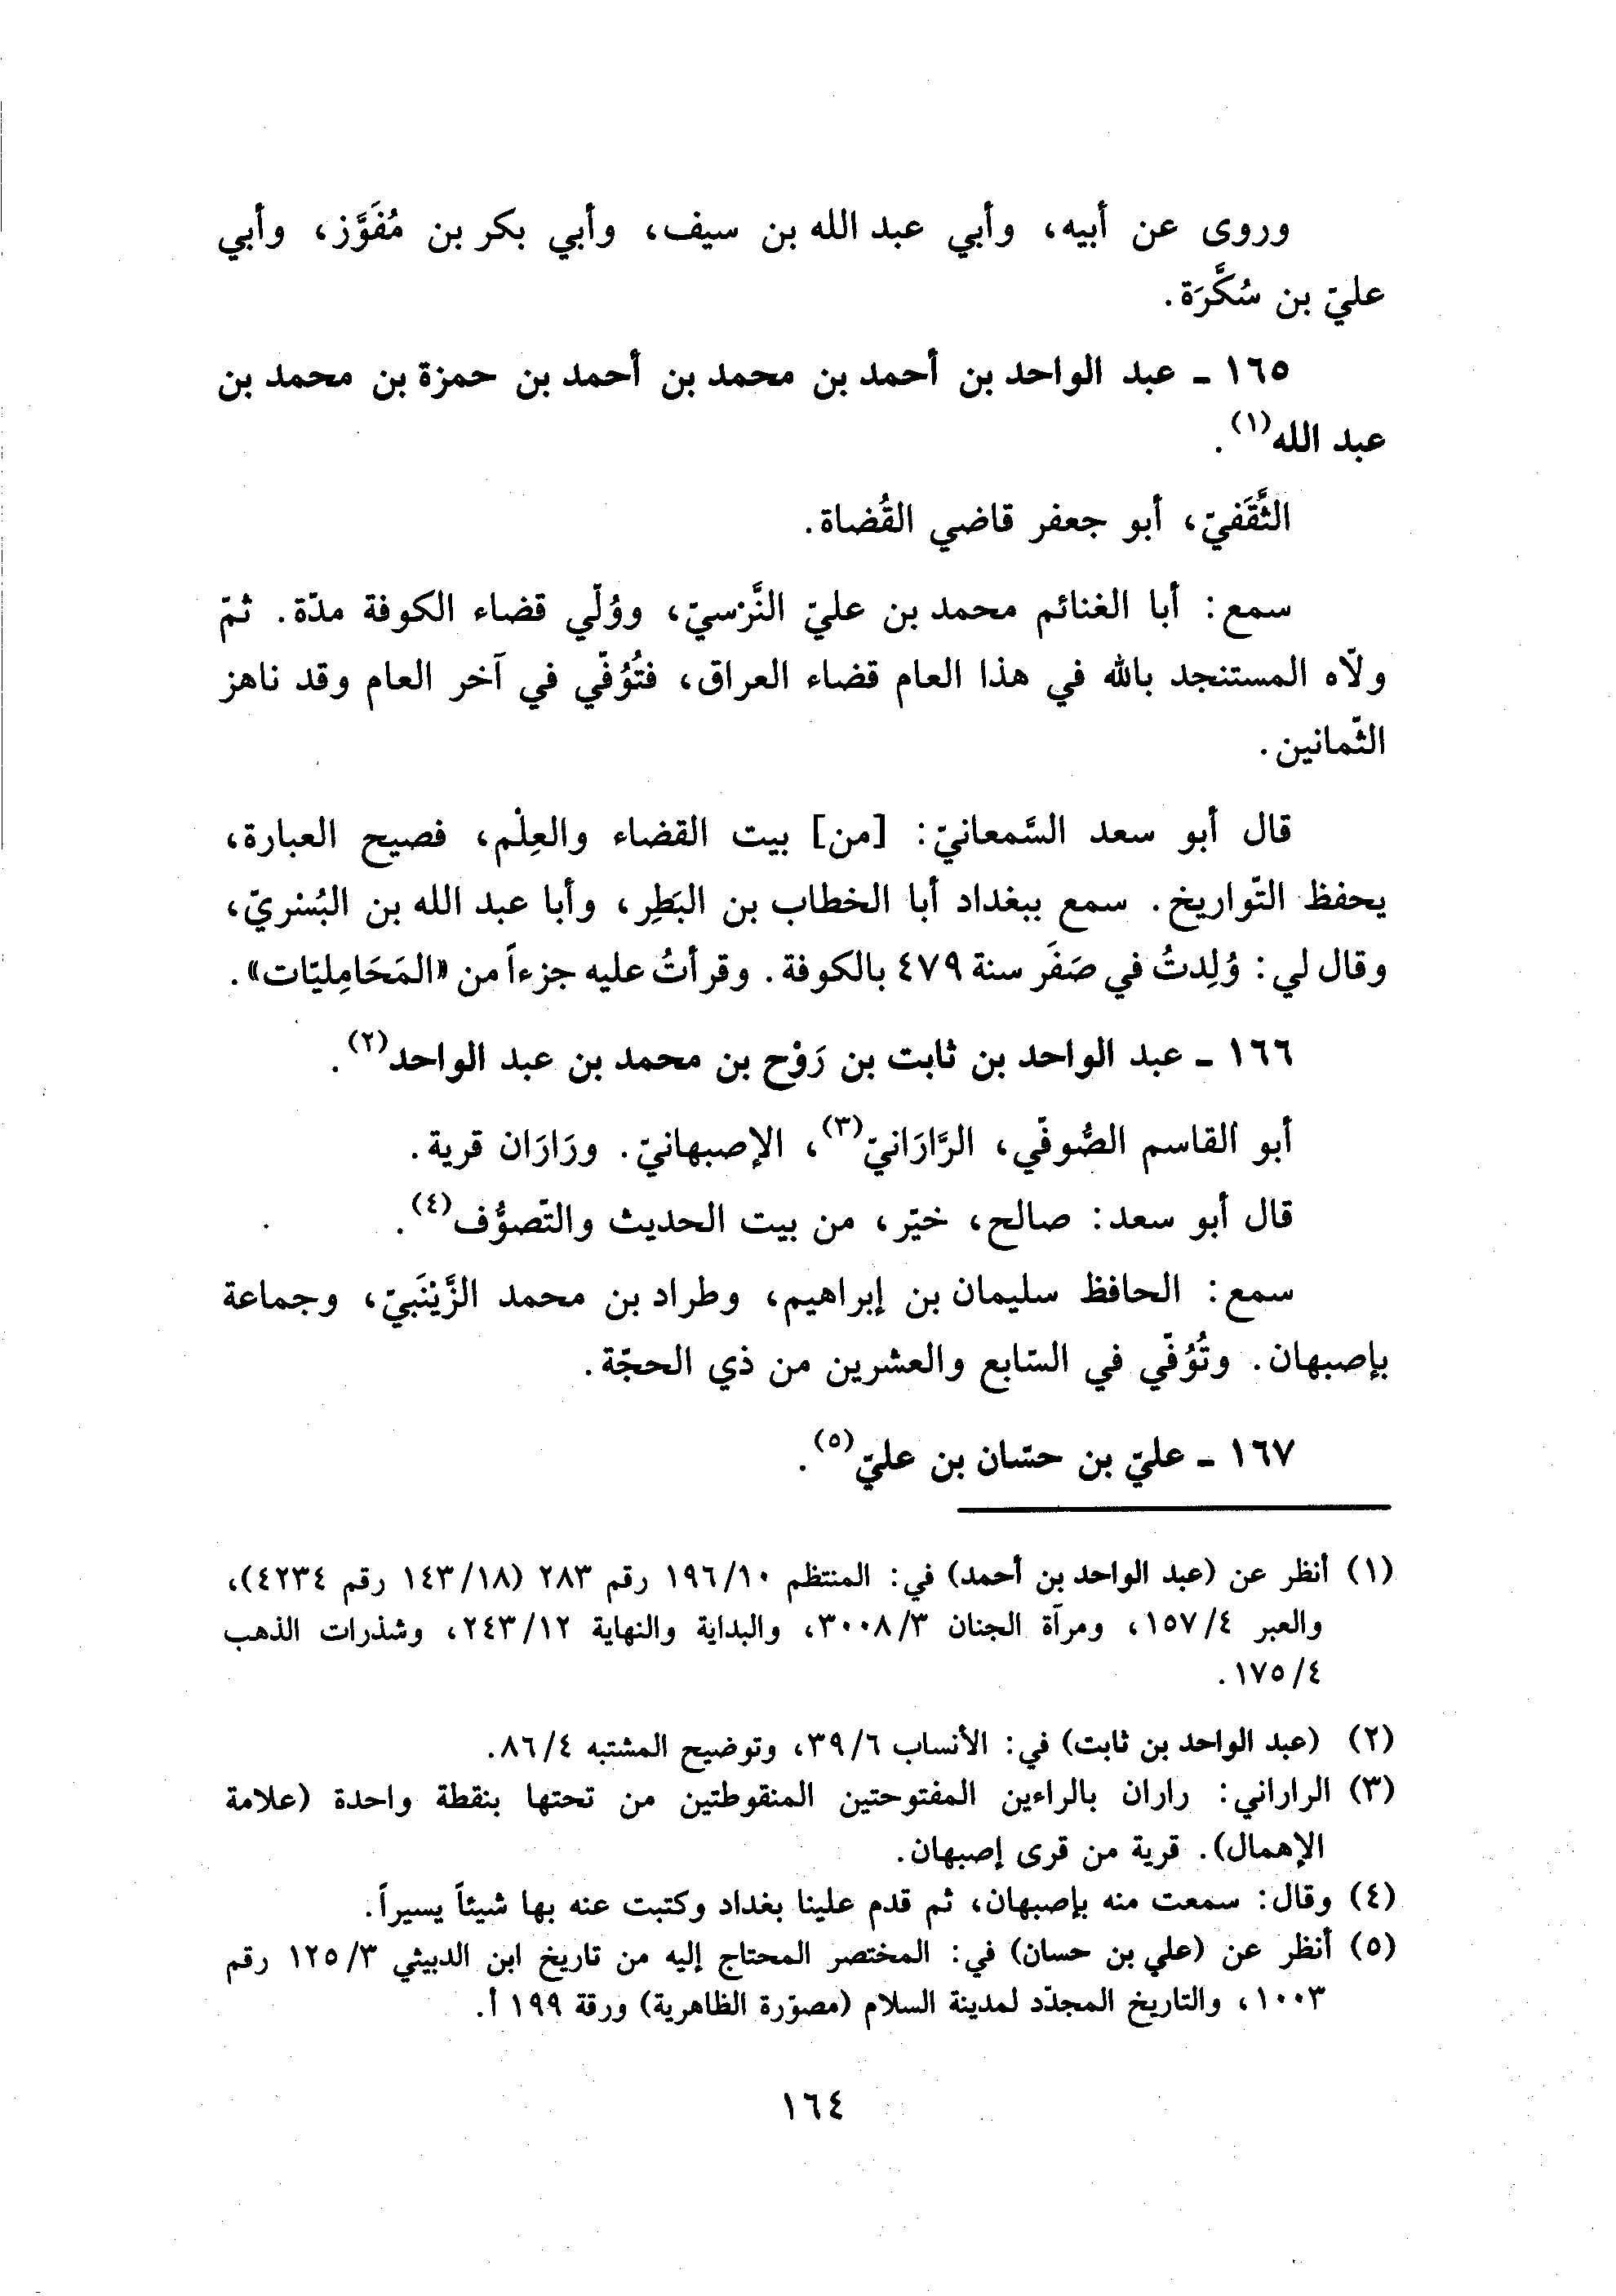 وروى عن أبيه، وأبي عبد الله بن سيف، وأبي بكر بن مُفَوَّز، وأبي
عليّ بن سُكَّرَة.
١٦٥ ـ عبد الواحد بن أحمد بن محمد بن أحمد بن حمزة بن محمد بن
عبد الله(١).
الثَّقَفيّ، أبو جعفر قاضي القُضاة.
سمع: أبا الغنائم محمد بن عليّ النَّرْسيّ، ووُلّي قضاء الكوفة مدّة. ثمّ
ولّاه المستنجد بالله في هذا العام قضاء العراق، فتُوُفّي في آخر العام وقد ناهز
الثّمانين.
قال أبو سعد السَّمعانيّ: [من] بيت القضاء والعِلْم، فصيح العبارة،
يحفظ التّواريخ. سمع ببغداد أبا الخطاب بن البَطِر، وأبا عبد الله بن البُسْريّ،
وقال لي: وُلِدتُ في صَفَر سنة ٤٧٩ بالكوفة. وقرأتُ عليه جزءاً من «المَحَامِليّات».
١٦٦ ـ عبد الواحد بن ثابت بن رَوْح بن محمد بن عبد الواحد(٢).
أبو القاسم الصُّوفّي، الرَّارَانيّ(٣)، الإصبهانيّ. ورَارَان قرية.
قال أبو سعد: صالح، خيّر، من بيت الحديث والتّصوُّف(٤).
سمع: الحافظ سليمان بن إبراهيم، وطراد بن محمد الزَّيْنَبيّ، وجماعة
بإصبهان. وتُوُفّي في السّابع والعشرين من ذي الحجّة.
١٦٧ ـ عليّ بن حسّان بن عليّ(٥).
(١) أنظر عن (عبد الواحد بن أحمد) في: المنتظم ١٩٦/١٠ رقم ٢٨٣ (١٤٣/١٨ رقم ٤٢٣٤)،
والعبر ١٥٧/٤، ومرآة الجنان ٣٠٠٨/٣، والبداية والنهاية ٢٤٣/١٢، وشذرات الذهب
١٧٥/٤.
(٢) (عبد الواحد بن ثابت) في: الأنساب ٣٩/٦، وتوضيح المشتبه ٨٦/٤.
(٣) الراراني: راران بالراءين المفتوحتين المنقوطتين من تحتها بنقطة واحدة (علامة
الإهمال). قرية من قرى إصبهان.
(٤) وقال: سمعت منه بإصبهان، ثم قدم علينا بغداد وكتبت عنه بها شيئاً يسيراً.
(٥) أنظر عن (علي بن حسان) في: المختصر المحتاج إليه من تاريخ ابن الدبيثي ١٢٥/٣ رقم
١٠٠٣، والتاريخ المجدّد لمدينة السلام (مصوّرة الظاهرية) ورقة ١٩٩ أ.
١٦٤